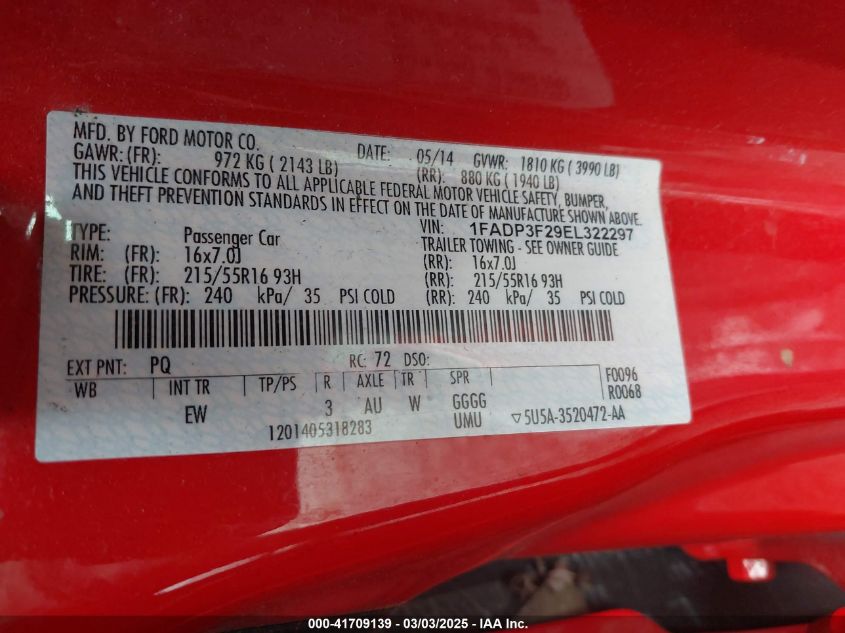 MFD. BY FORD MOTOR CO. DATE: 05/14 GVWR: 1810 KG ( 3990 LB)
GAWR: (FR): 972 KG ( 2143 LB) (RR): 880 KG ( 1940 LB)
THIS VEHICLE CONFORMS TO ALL APPLICABLE FEDERAL MOTOR VEHICLE SAFETY, BUMPER,
AND THEFT PREVENTION STANDARDS IN EFFECT ON THE DATE OF MANUFACTURE SHOWN ABOVE.
VIN: 1FADP3F29EL322297
TYPE: Passenger Car TRAILER TOWING - SEE OWNER GUIDE
RIM: (FR): 16x7.0J (RR): 16x7.0J
TIRE: (FR): 215/55R16 93H (RR): 215/55R16 93H
PRESSURE: (FR): 240 kPa/ 35 PSI COLD (RR): 240 kPa/ 35 PSI COLD
EXT PNT: PQ RC: 72 DSO:
WB INT TR TP/PS R AXLE TR SPR F0096
R0068
EW 3 AU W GGGG
1201405318283 UMU ▽5U5A-3520472-AA
000-41709139 — 03/03/2025 — IAA Inc.